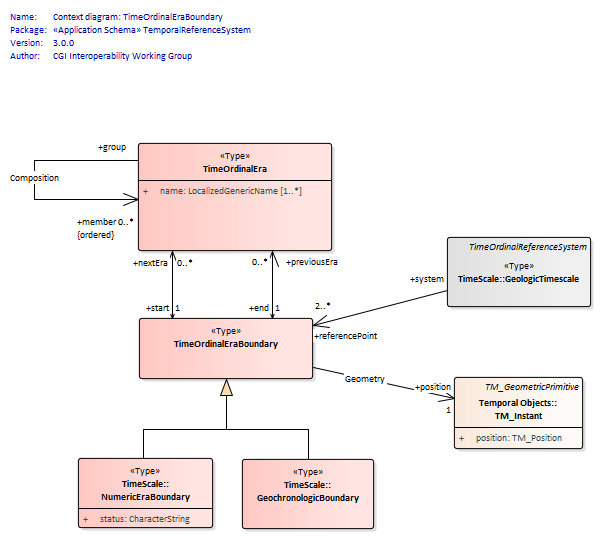 Name: Context diagram: TimeOrdinalEraBoundary
Package: «Application Schema» TemporalReferenceSystem
Version: 3.0.0
Author: CGI Interoperability Working Group
+group
Composition
+member 0..*
{ordered}
«Type»
TimeOrdinalEra
+ name: LocalizedGenericName [1..*]
+nextEra 0..*
0..* +previousEra
+start 1
+end 1
TimeOrdinalReferenceSystem
«Type»
TimeScale::GeologicTimescale
+system
2..*
+referencePoint
«Type»
TimeOrdinalEraBoundary
Geometry
+position
1
TM_GeometricPrimitive
Temporal Objects::
TM_Instant
+ position: TM_Position
«Type»
TimeScale::
NumericEraBoundary
+ status: CharacterString
«Type»
TimeScale::
GeochronologicBoundary